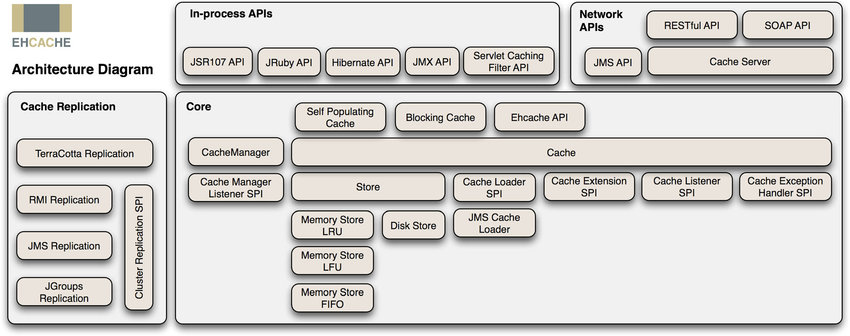 EHCACHE
Architecture Diagram
In-process APIs
JSR107 API
JRuby API
Hibernate API
JMX API
Servlet Caching
Filter API
Network
APIs
RESTful API
SOAP API
JMS API
Cache Server
Cache Replication
TerraCotta Replication
RMI Replication
JMS Replication
JGroups
Replication
Cluster Replication SPI
Core
Self Populating
Cache
Blocking Cache
Ehcache API
CacheManager
Cache
Cache Manager
Listener SPI
Store
Cache Loader
SPI
Cache Extension
SPI
Cache Listener
SPI
Cache Exception
Handler SPI
Memory Store
LRU
Disk Store
JMS Cache
Loader
Memory Store
LFU
Memory Store
FIFO